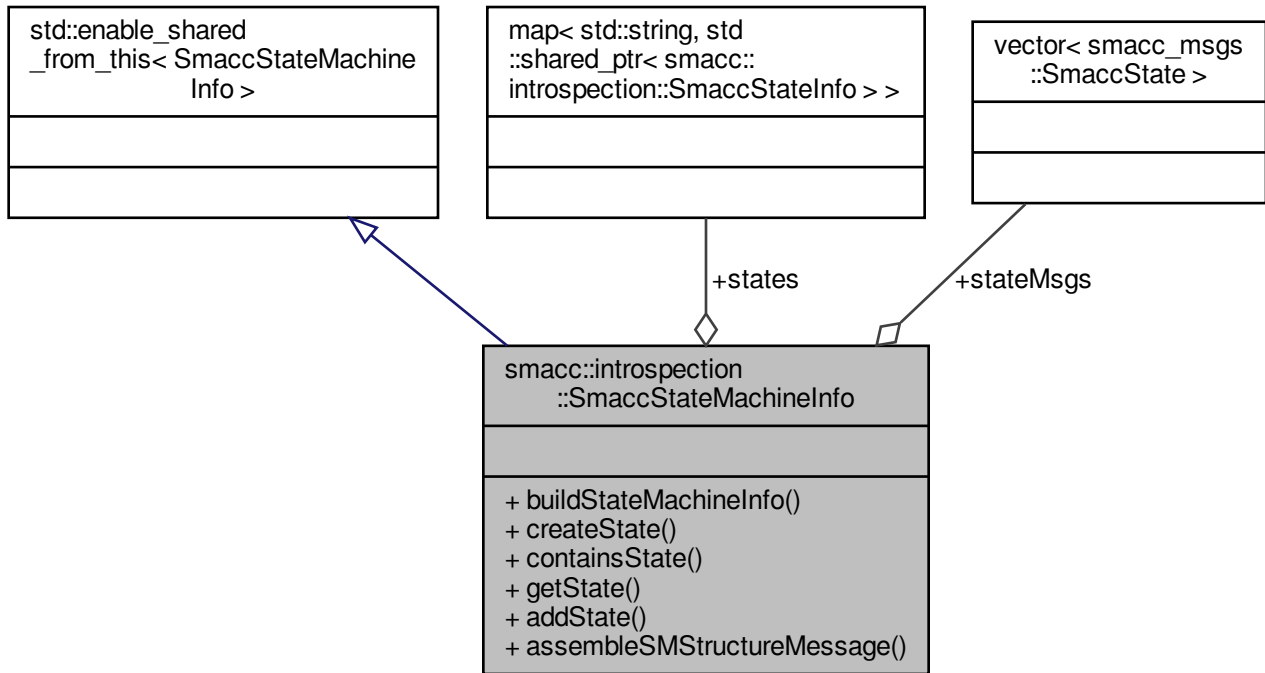 std::enable_shared
_from_this< SmaccStateMachine
Info >
map< std::string, std
::shared_ptr< smacc::
introspection::SmaccStateInfo > >
vector< smacc_msgs
::SmaccState >
+states
+stateMsgs
smacc::introspection
::SmaccStateMachineInfo
+ buildStateMachineInfo()
+ createState()
+ containsState()
+ getState()
+ addState()
+ assembleSMStructureMessage()